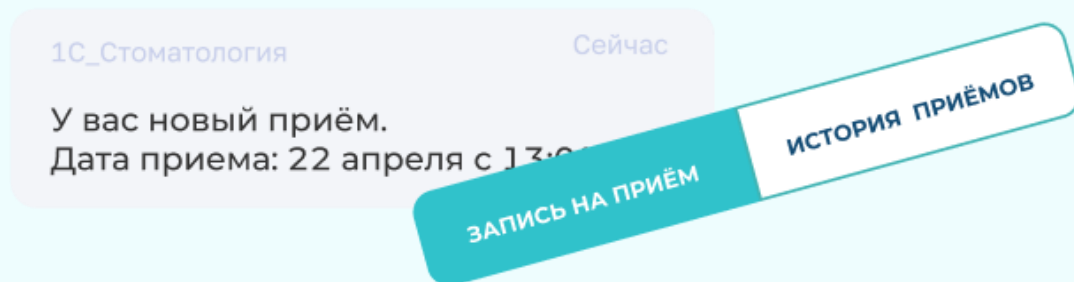 1С_Стоматология
Сейчас
У вас новый приём.
Дата приема: 22 апреля с
ЗАПИСЬ НА ПРИЁМ
ИСТОРИЯ ПРИЁМОВ